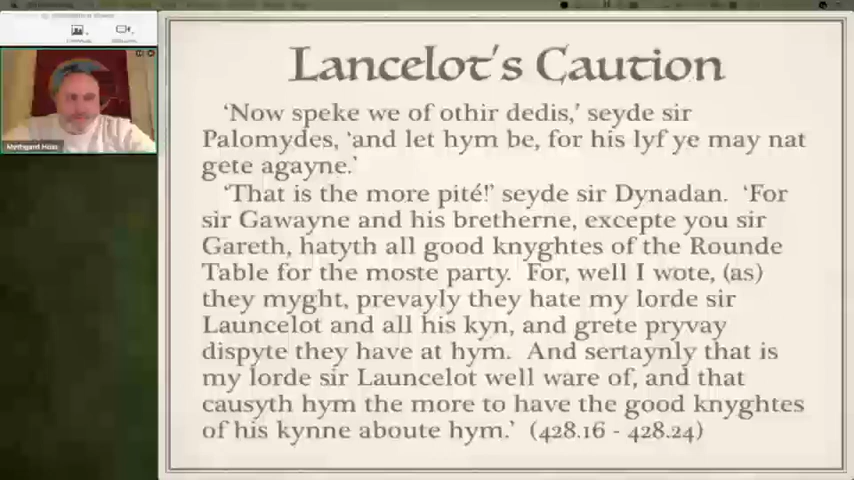 Lancelot's Caution
'Now speke we of othir dedis,' seyde sir
Palomydes, 'and let hym be, for his lyf ye may nat
gete agayne.'
'That is the more pité!' seyde sir Dynadan. 'For
sir Gawayne and his bretherne, excepte you sir
Gareth, hatyth all good knyghtes of the Rounde
Table for the moste party. For, well I wote, (as)
they myght, prevayly they hate my lorde sir
Launcelot and all his kyn, and grete pryvay
dispyte they have at hym. And sertaynly that is
my lorde sir Launcelot well ware of, and that
causyth hym the more to have the good knyghtes
of his kynne aboute hym.' (428.16 - 428.24)